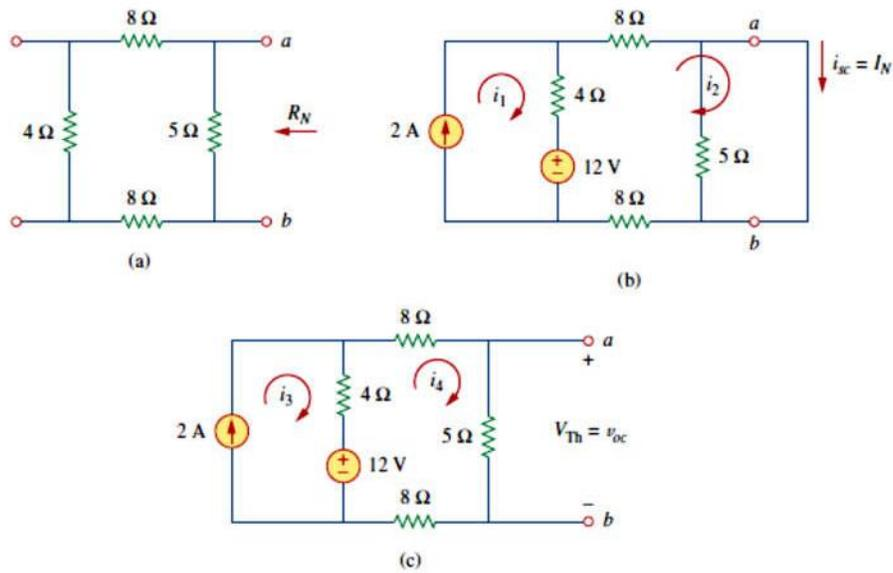 8 Ω
a
4 Ω
5 Ω
R_N
8 Ω
b
(a)
8 Ω
a
i_sc = I_N
i_1
4 Ω
i_2
2 A
12 V
5 Ω
8 Ω
b
(b)
8 Ω
a
+
i_3
4 Ω
i_4
2 A
5 Ω
V_Th = v_oc
+
−
12 V
8 Ω
−
b
(c)